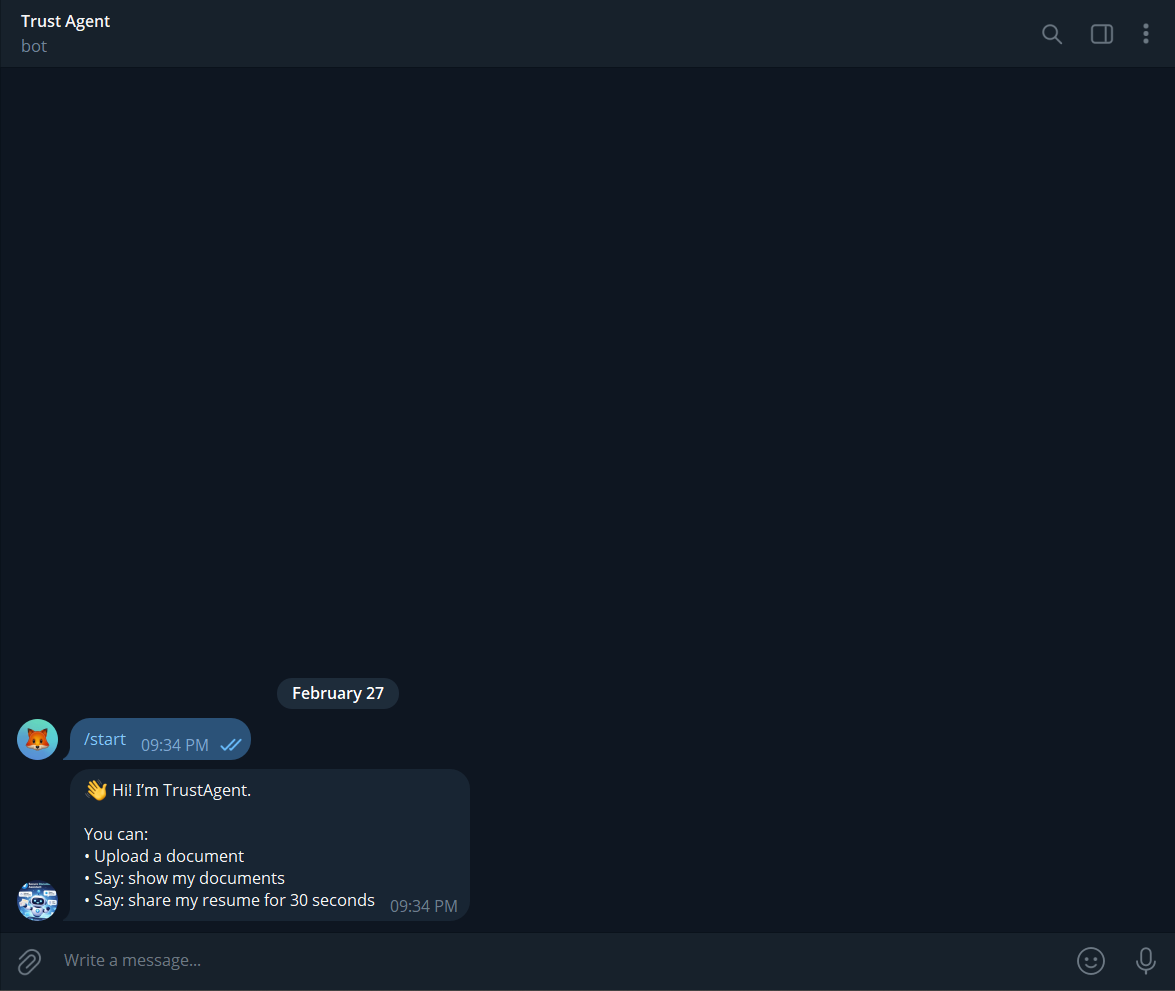 Trust Agent
bot
February 27
/start 09:34 PM
👋 Hi! I’m TrustAgent.
You can:
• Upload a document
• Say: show my documents
• Say: share my resume for 30 seconds 09:34 PM
Write a message...